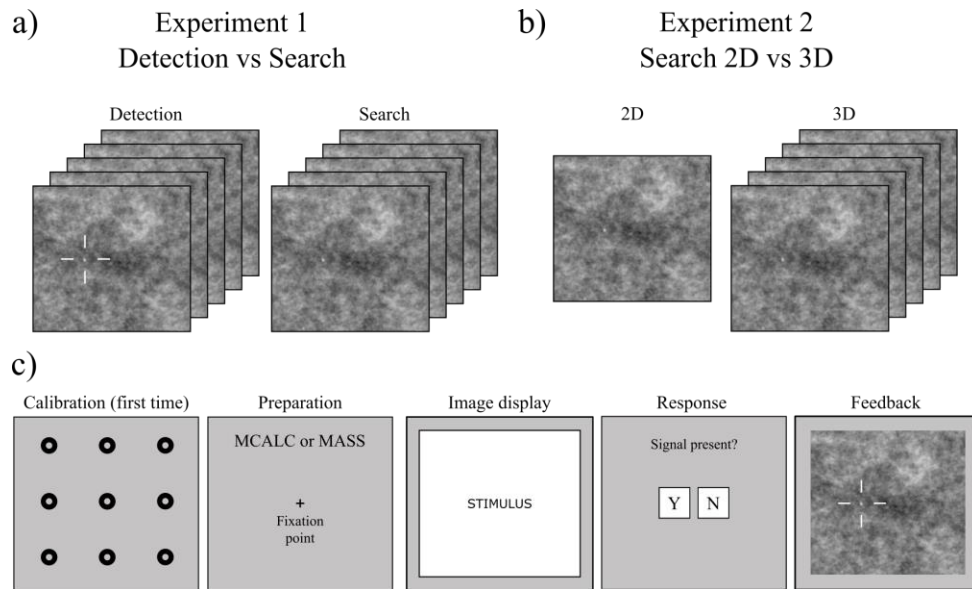 a)
Experiment 1
Detection vs Search
Detection
Search
b)
Experiment 2
Search 2D vs 3D
2D
3D
c)
Calibration (first time)
Preparation
MCALC or MASS
+
Fixation
point
Image display
STIMULUS
Response
Signal present?
Y N
Feedback